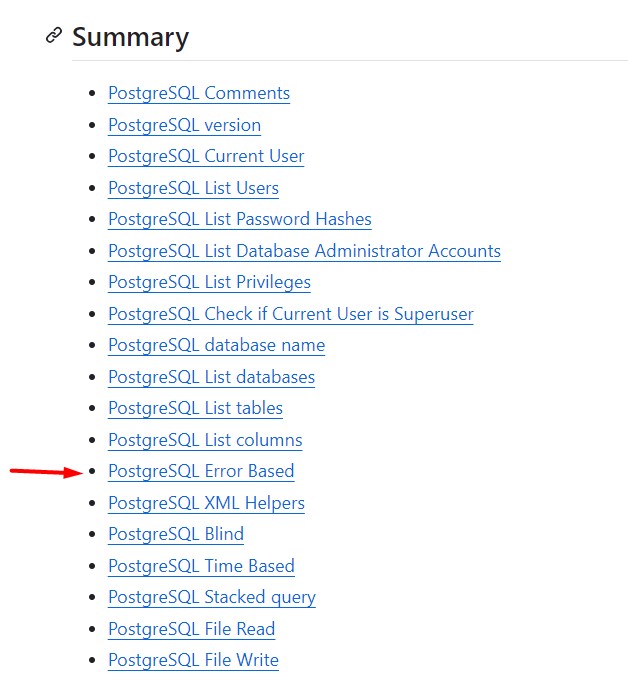 Summary
PostgreSQL Comments
PostgreSQL version
PostgreSQL Current User
PostgreSQL List Users
PostgreSQL List Password Hashes
PostgreSQL List Database Administrator Accounts
PostgreSQL List Privileges
PostgreSQL Check if Current User is Superuser
PostgreSQL database name
PostgreSQL List databases
PostgreSQL List tables
PostgreSQL List columns
PostgreSQL Error Based
PostgreSQL XML Helpers
PostgreSQL Blind
PostgreSQL Time Based
PostgreSQL Stacked query
PostgreSQL File Read
PostgreSQL File Write